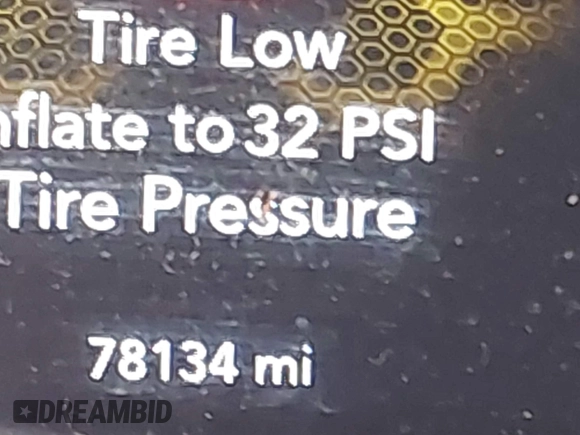 Tire Low
nflate to 32 PSI
Tire Pressure
78134 mi
DREAMBID